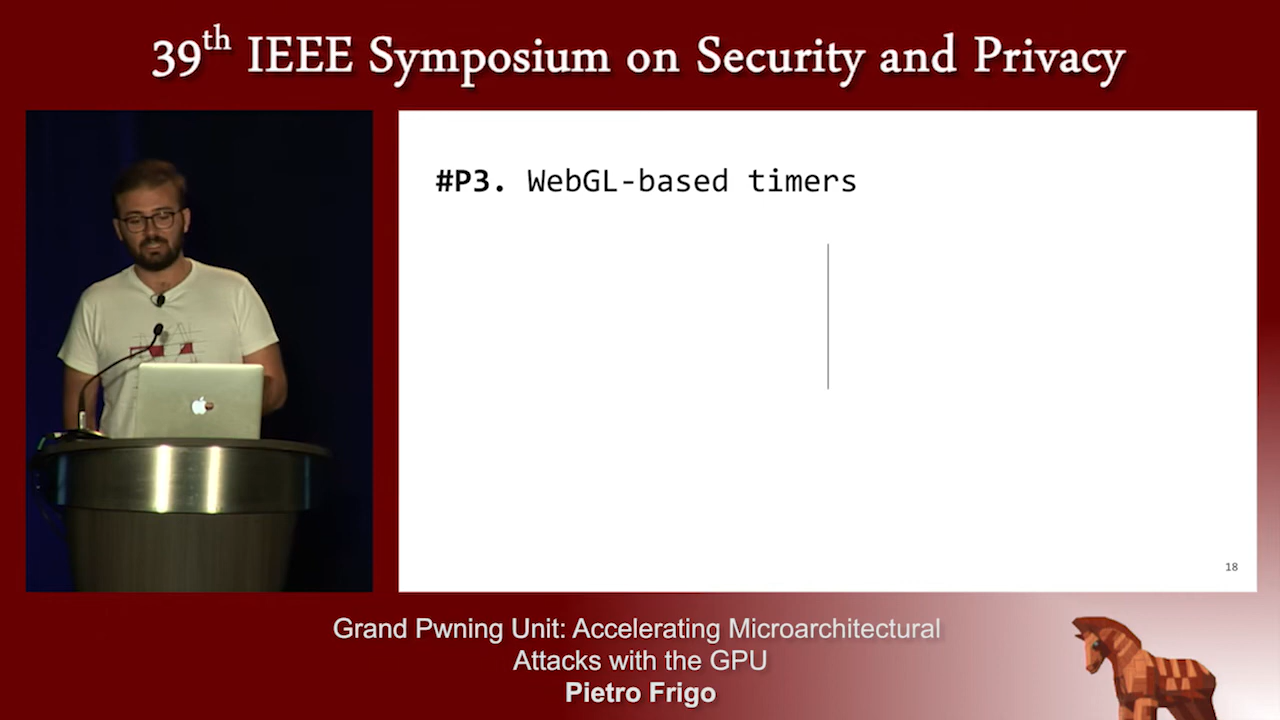 39th IEEE Symposium on Security and Privacy
#P3. WebGL-based timers
18
Grand Pwning Unit: Accelerating Microarchitectural
Attacks with the GPU
Pietro Frigo